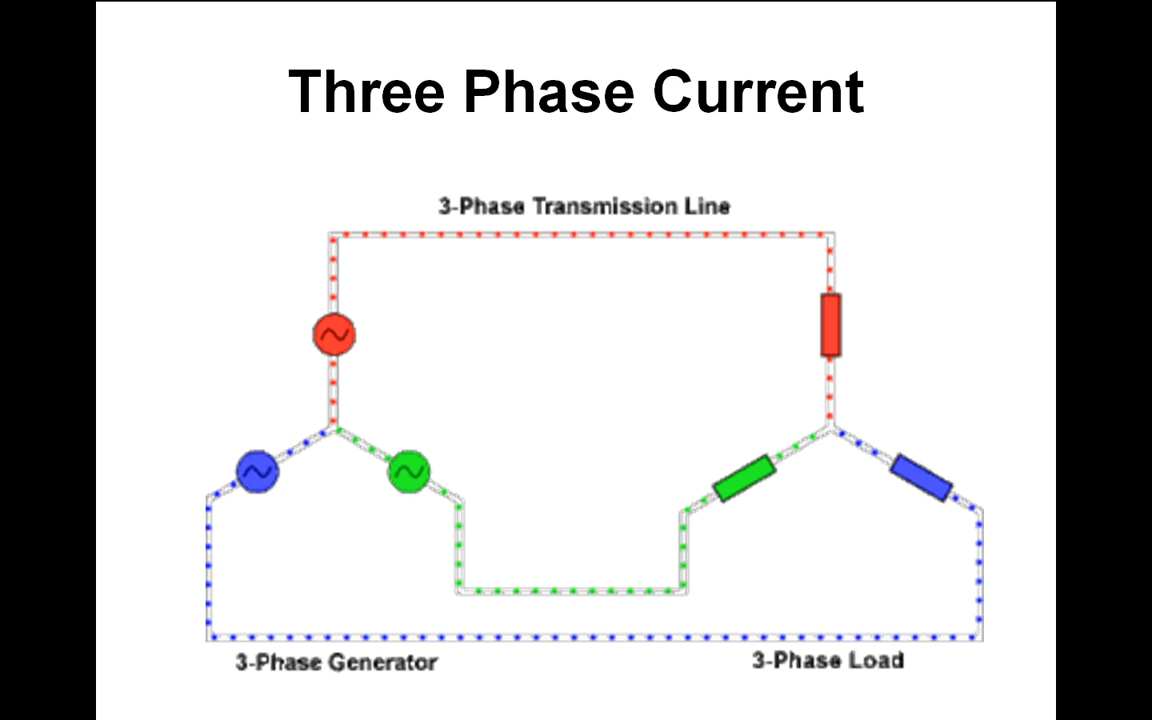 Three Phase Current
3-Phase Transmission Line
3-Phase Generator
3-Phase Load